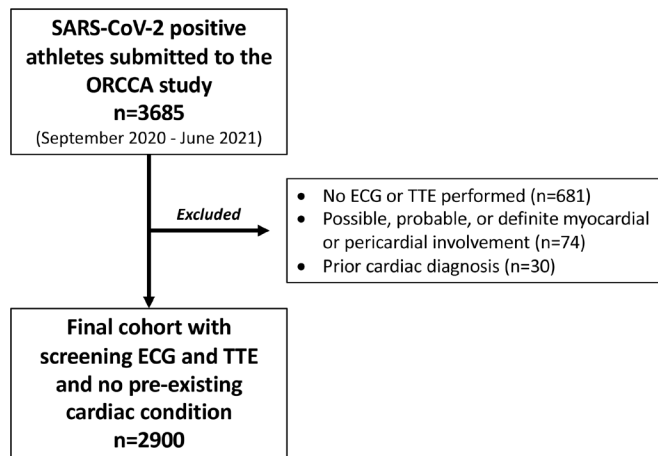 SARS-CoV-2 positive
athletes submitted to the
ORCCA study
n=3685
(September 2020 - June 2021)
Excluded
• No ECG or TTE performed (n=681)
• Possible, probable, or definite myocardial
or pericardial involvement (n=74)
• Prior cardiac diagnosis (n=30)
Final cohort with
screening ECG and TTE
and no pre-existing
cardiac condition
n=2900